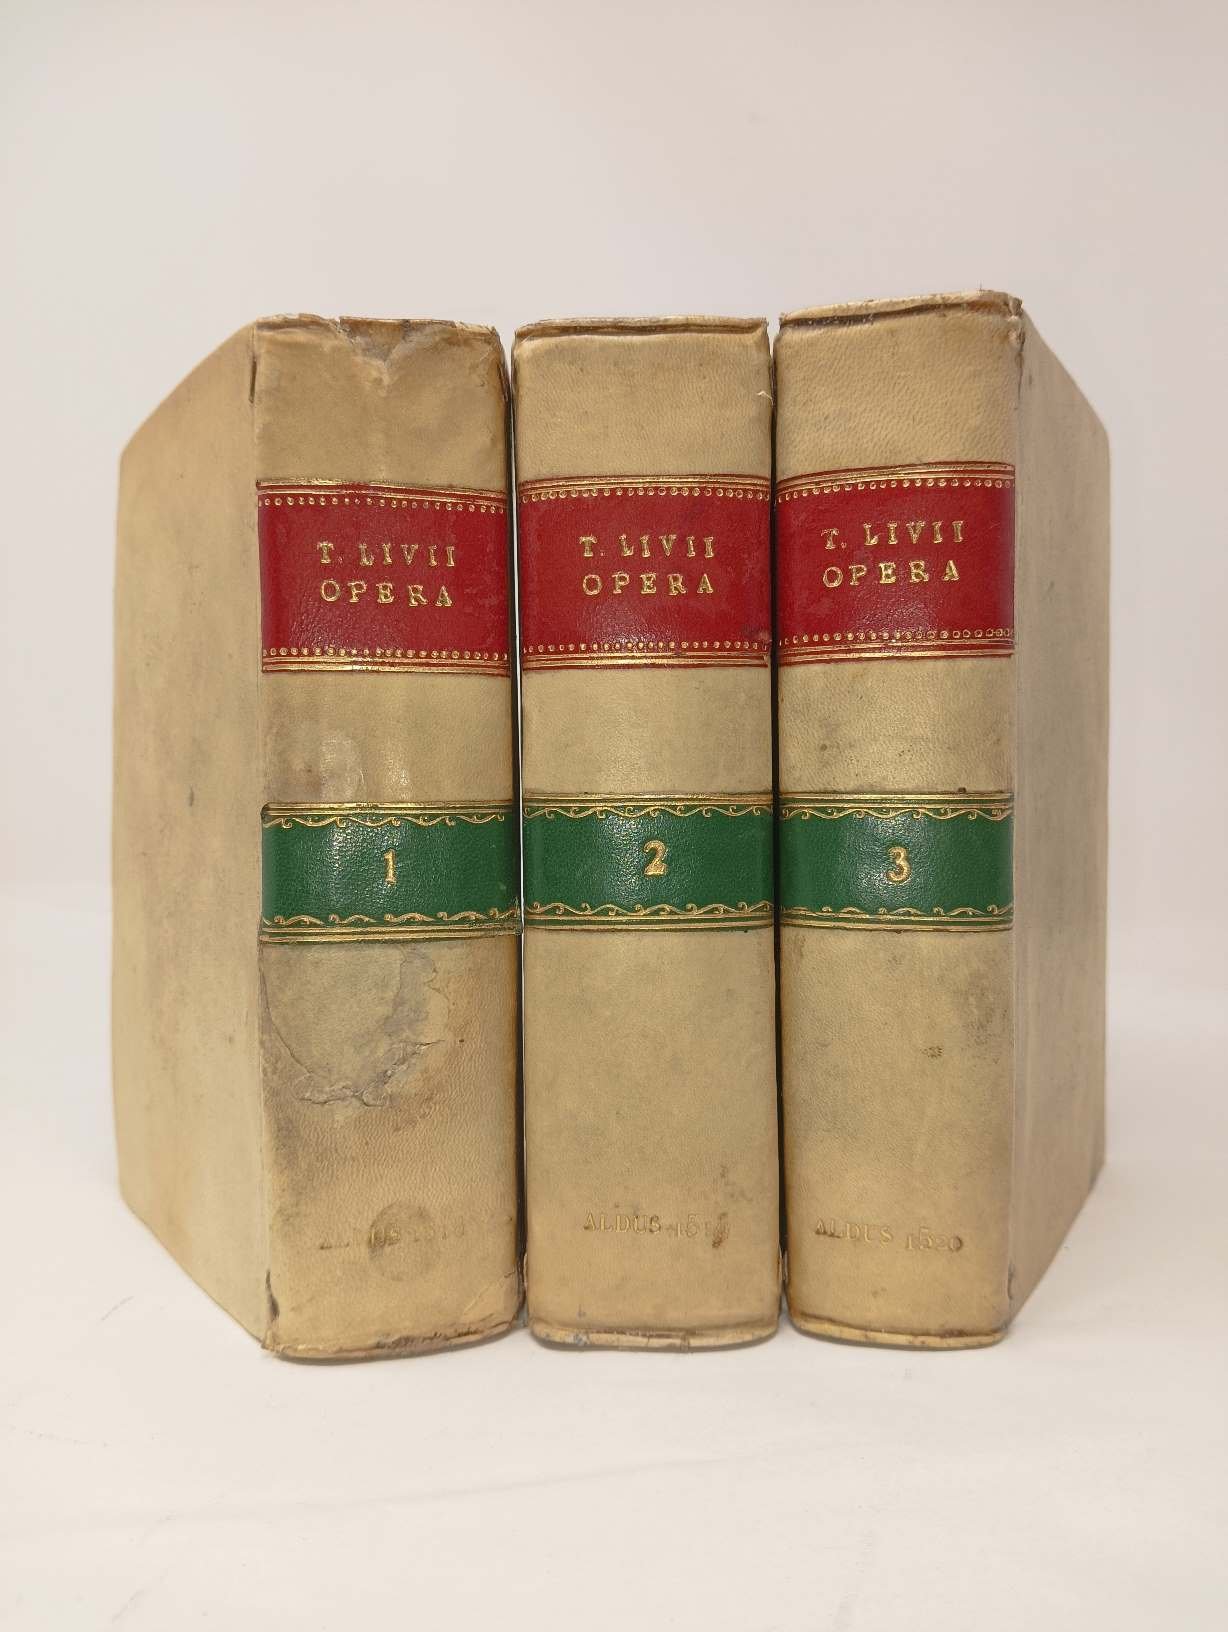 T. LIVII
OPERA
1
T. LIVII
OPERA
2
ALDUS
T. LIVII
OPERA
3
ALDUS 1520